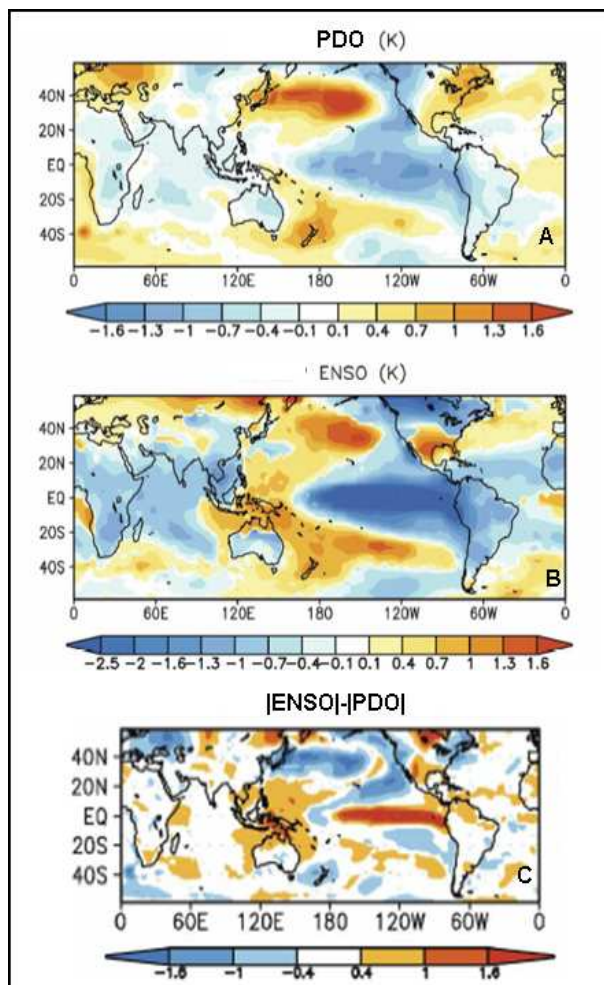 PDO (K)
40N
20N
EQ
20S
40S
A
0 60E 120E 180 120W 60W 0
-1.6 -1.3 -1 -0.7 -0.4 -0.1 0.1 0.4 0.7 1 1.3 1.6
ENSO (K)
40N
20N
EQ
20S
40S
B
0 60E 120E 180 120W 60W 0
-2.5 -2 -1.6 -1.3 -1 -0.7 -0.4 -0.1 0.1 0.4 0.7 1 1.3 1.6
|ENSO|-|PDO|
40N
20N
EQ
20S
40S
C
0 60E 120E 180 120W 60W 0
-1.6 -1 -0.4 0.4 1 1.6